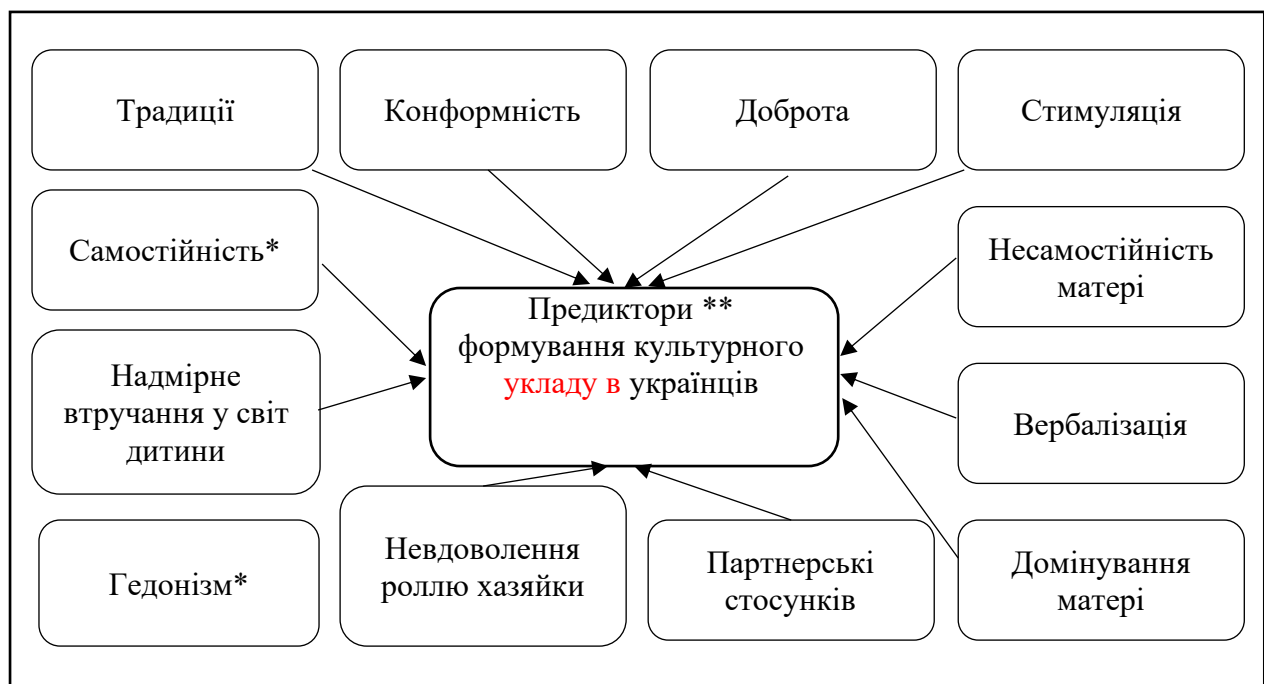 Традиції
Конформність
Доброта
Стимуляція
Самостійність*
Несамостійність
матері
Предиктори **
формування культурного
укладу в українців
Надмірне
втручання у світ
дитини
Вербалізація
Гедонізм*
Невдоволення
роллю хазяйки
Партнерські
стосунків
Домінування
матері